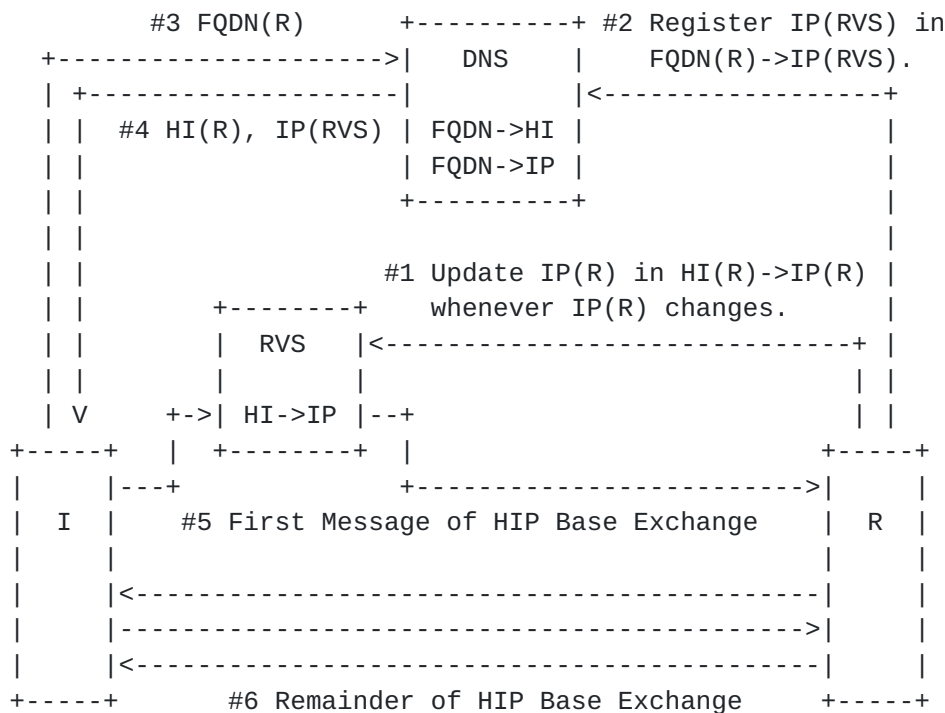 #3 FQDN(R)
#2 Register IP(RVS) in
DNS
FQDN(R)->IP(RVS).
#4 HI(R), IP(RVS)
FQDN->HI
FQDN->IP
#1 Update IP(R) in HI(R)->IP(R)
whenever IP(R) changes.
RVS
V
HI->IP
I
#5 First Message of HIP Base Exchange
R
#6 Remainder of HIP Base Exchange